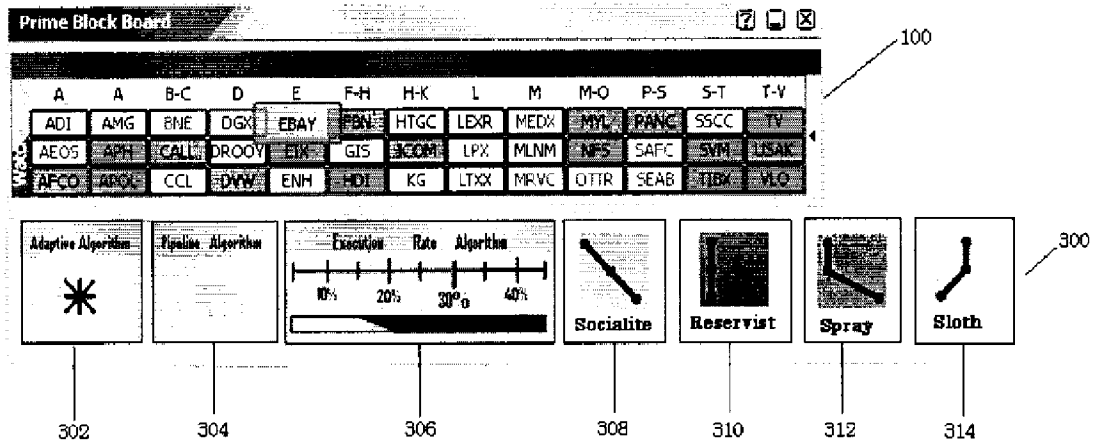 Prime Block Board
100
A A B-C D E F-H H-K L M M-O P-S S-T T-V
ADI AMG BNE DGX EBAY FBN HTGC LEXR MEDX MYL PANC SSCC TV
AEOS APH CALL DROOY EIX GIS JCOM LPX MLNM NFS SAFC SVM USAK
AFCO APOL CCL DVW ENH HDI KG LTXX MRVC OTTR SEAB TIBX VLO
300
Adaptive Algorithm
Pipeline Algorithm
Execution Rate Algorithm
10% 20% 30% 40%
Socialite
Reservist
Spray
Sloth
302 304 306 308 310 312 314